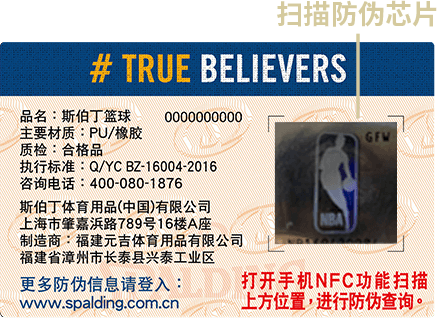 扫描防伪芯片
# TRUE BELIEVERS
品名：斯伯丁篮球 0000000000
主要材质：PU/橡胶
质检：合格品
执行标准：Q/YC BZ-16004-2016
咨询电话：400-080-1876
斯伯丁体育用品(中国)有限公司
上海市肇嘉浜路789号16楼A座
制造商：福建元吉体育用品有限公司
福建省漳州市长泰县兴泰工业区
更多防伪信息请登入：
www.spalding.com.cn
GFW
NBA
打开手机NFC功能扫描
上方位置，进行防伪查询。